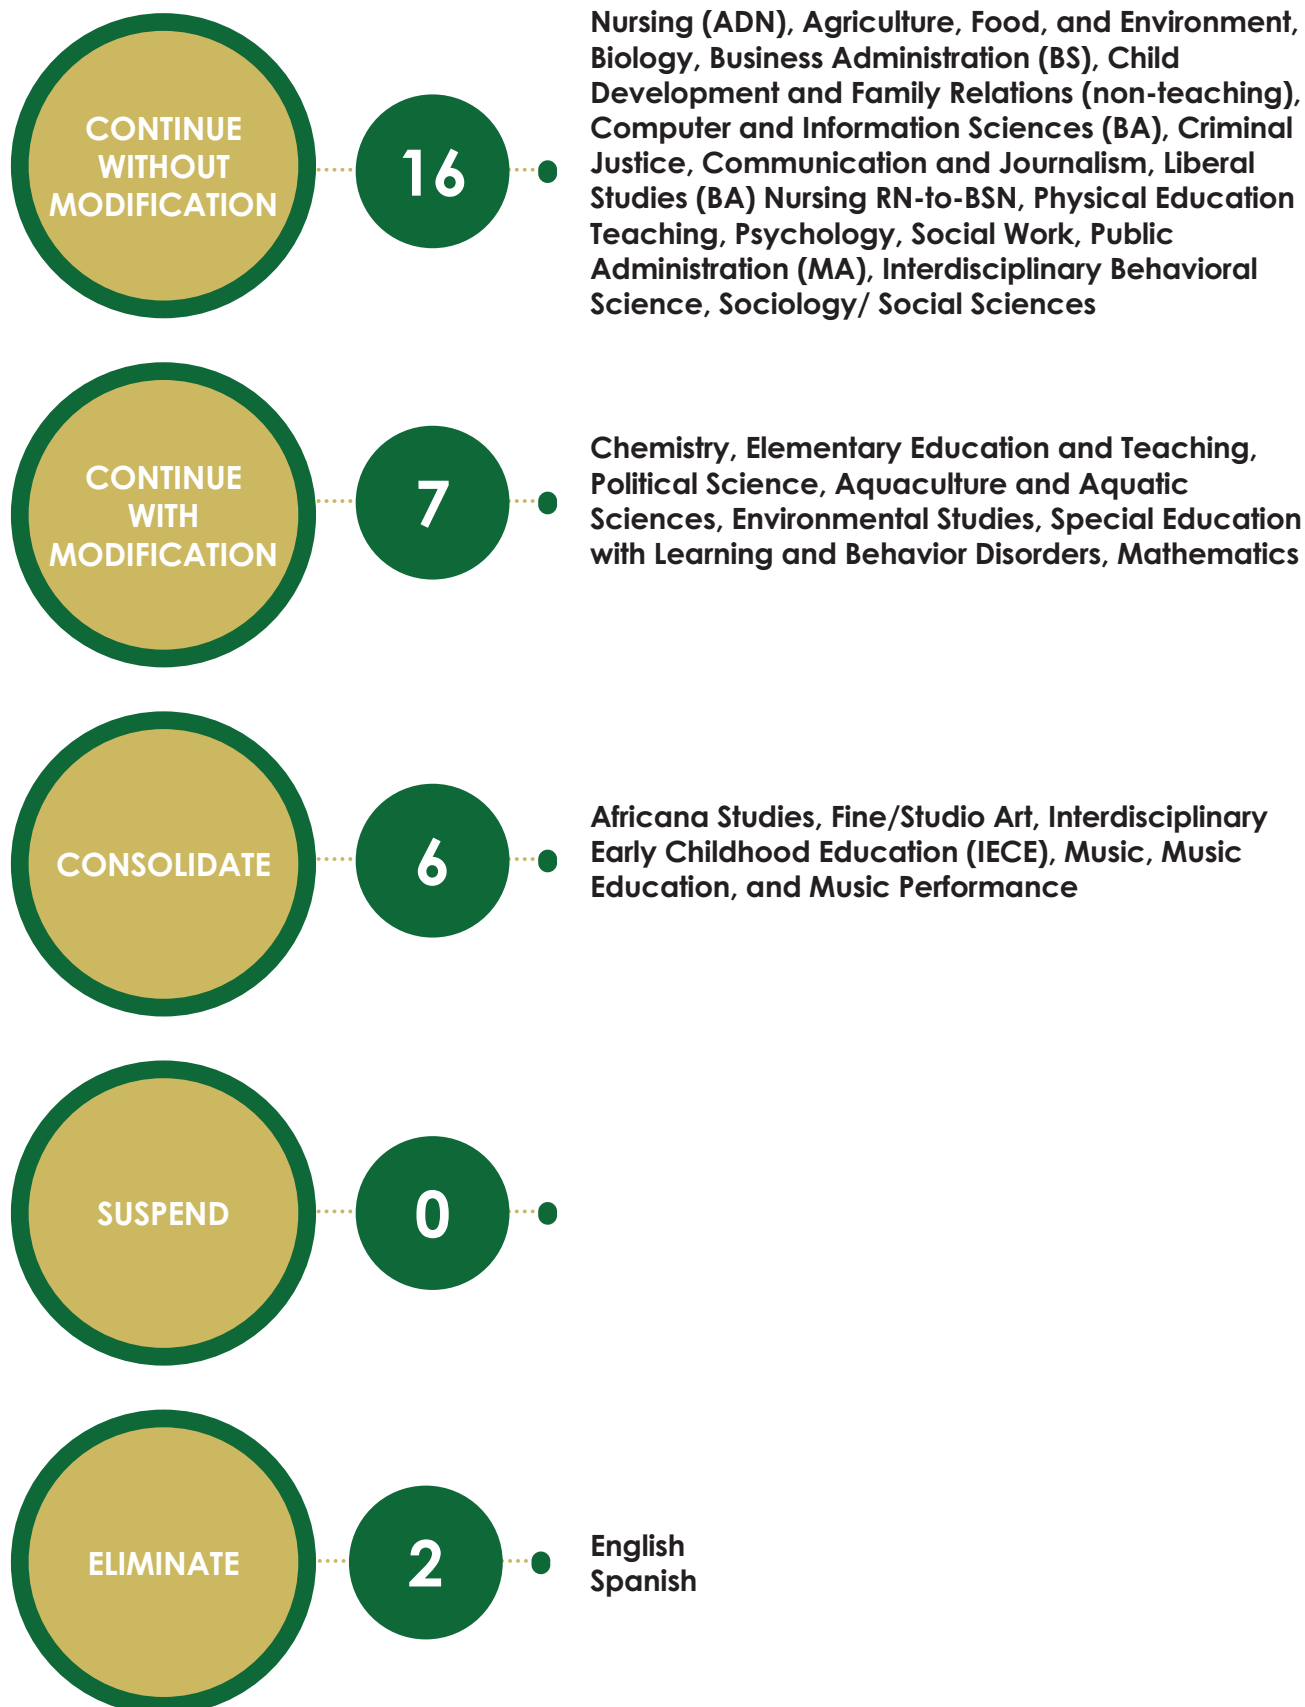 CONTINUE
WITHOUT
MODIFICATION
16
Nursing (ADN), Agriculture, Food, and Environment,
Biology, Business Administration (BS), Child
Development and Family Relations (non-teaching),
Computer and Information Sciences (BA), Criminal
Justice, Communication and Journalism, Liberal
Studies (BA) Nursing RN-to-BSN, Physical Education
Teaching, Psychology, Social Work, Public
Administration (MA), Interdisciplinary Behavioral
Science, Sociology/ Social Sciences
CONTINUE
WITH
MODIFICATION
7
Chemistry, Elementary Education and Teaching,
Political Science, Aquaculture and Aquatic
Sciences, Environmental Studies, Special Education
with Learning and Behavior Disorders, Mathematics
CONSOLIDATE
6
Africana Studies, Fine/Studio Art, Interdisciplinary
Early Childhood Education (IECE), Music, Music
Education, and Music Performance
SUSPEND
0
ELIMINATE
2
English
Spanish